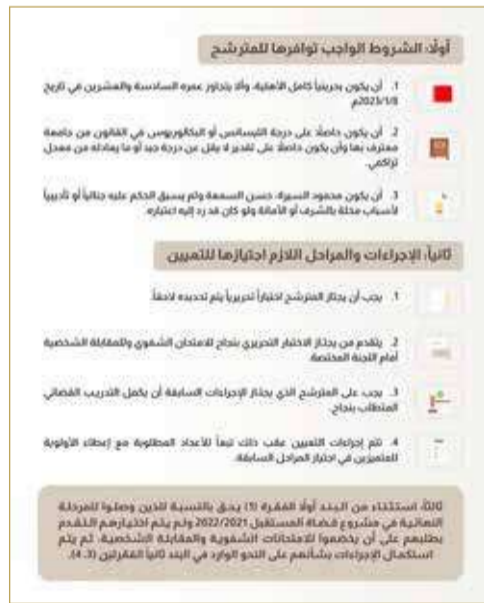 أولاً: الشروط الواجب توافرها للمترشح
1. أن يكون بحرينياً كامل الأهلية، وألا يتجاوز عمره السادسة والعشرين في تاريخ
2023/1/8م
2. أن يكون حاصلاً على درجة الليسانس أو البكالوريوس في القانون من جامعة
معترف بها وأن يكون حاصلاً على تقدير لا يقل عن درجة جيد أو ما يعادله من معدل
تراكمي.
3. أن يكون محمود السيرة، حسن السمعة ولم يسبق الحكم عليه جنائياً أو تأديبياً
لأسباب مخلة بالشرف أو الأمانة ولو كان قد رد إليه اعتباره.
ثانياً: الإجراءات والمراحل اللازم اجتيازها للتعيين
1. يجب أن يجتاز المترشح اختباراً تحريرياً يتم تحديده لاحقاً.
2. يتقدم من يجتاز الاختبار التحريري بنجاح للامتحان الشفوي وللمقابلة الشخصية
أمام اللجنة المختصة.
3. يجب على المترشح الذي يجتاز الإجراءات السابقة أن يكمل التدريب القضائي
المتطلب بنجاح.
4. تتم إجراءات التعيين عقب ذلك تبعاً للأعداد المطلوبة مع إعطاء الأولوية
للمتميزين في اجتياز المراحل السابقة.
ثالثاً: استثناء من البند أولاً الفقرة (1) يحق بالنسبة للذين وصلوا للمرحلة
النهائية في مشروع قضاة المستقبل 2022/2021 ولم يتم اختيارهم التقدم
بطلبهم على أن يخضعوا للامتحانات الشفوية والمقابلة الشخصية، ثم يتم
استكمال الإجراءات بشأنهم على النحو الوارد في البند ثانياً الفقرتين (3، 4).